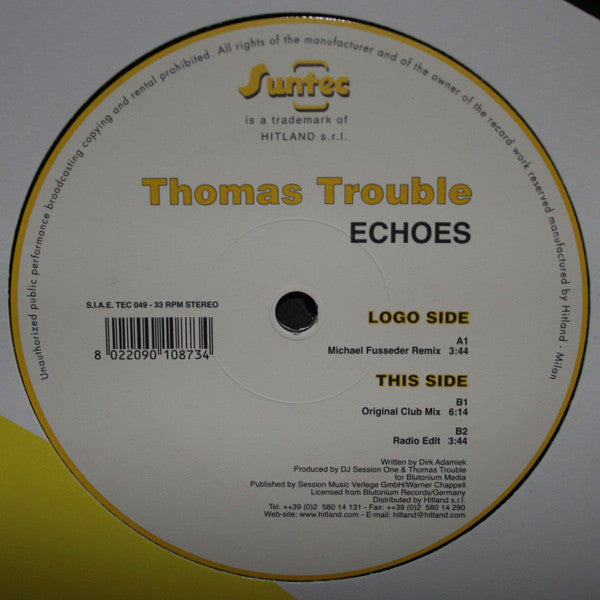 Unauthorized public performance broadcasting copying and rental prohibited. All rights of the manufacturer and of the owner of the record work reserved manufactured by Hitland - Milan
Suntec
is a trademark of
HITLAND s.r.l.
Thomas Trouble
ECHOES
S.I.A.E. TEC 049 - 33 RPM STEREO
8 022090 108734
LOGO SIDE
A1
Michael Fusseder Remix 3:44
THIS SIDE
B1
Original Club Mix 6:14
B2
Radio Edit 3:44
Written by Dirk Adamiek
Produced by DJ Session One & Thomas Trouble
for Blutonium Media
Published by Session Music Verlege GmbH/Warner Chappell
Licensed from Blutonium Records/Germany
Distributed by Hitland s.r.l.
Tel. ++39 (0)2 580 14 131 - Fax ++39 (0)2 580 14 290
Web-site: www.hitland.com - E-mail: hitland@hitland.com